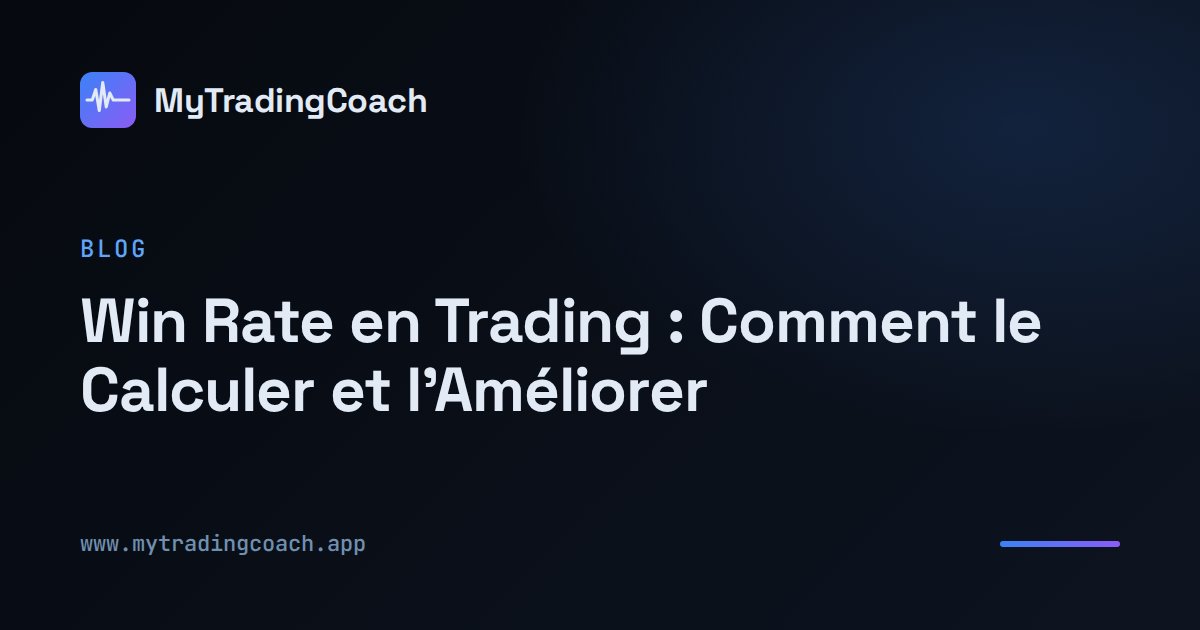 MyTradingCoach
BLOG
Win Rate en Trading : Comment le
Calculer et l’Améliorer
www.mytradingcoach.app